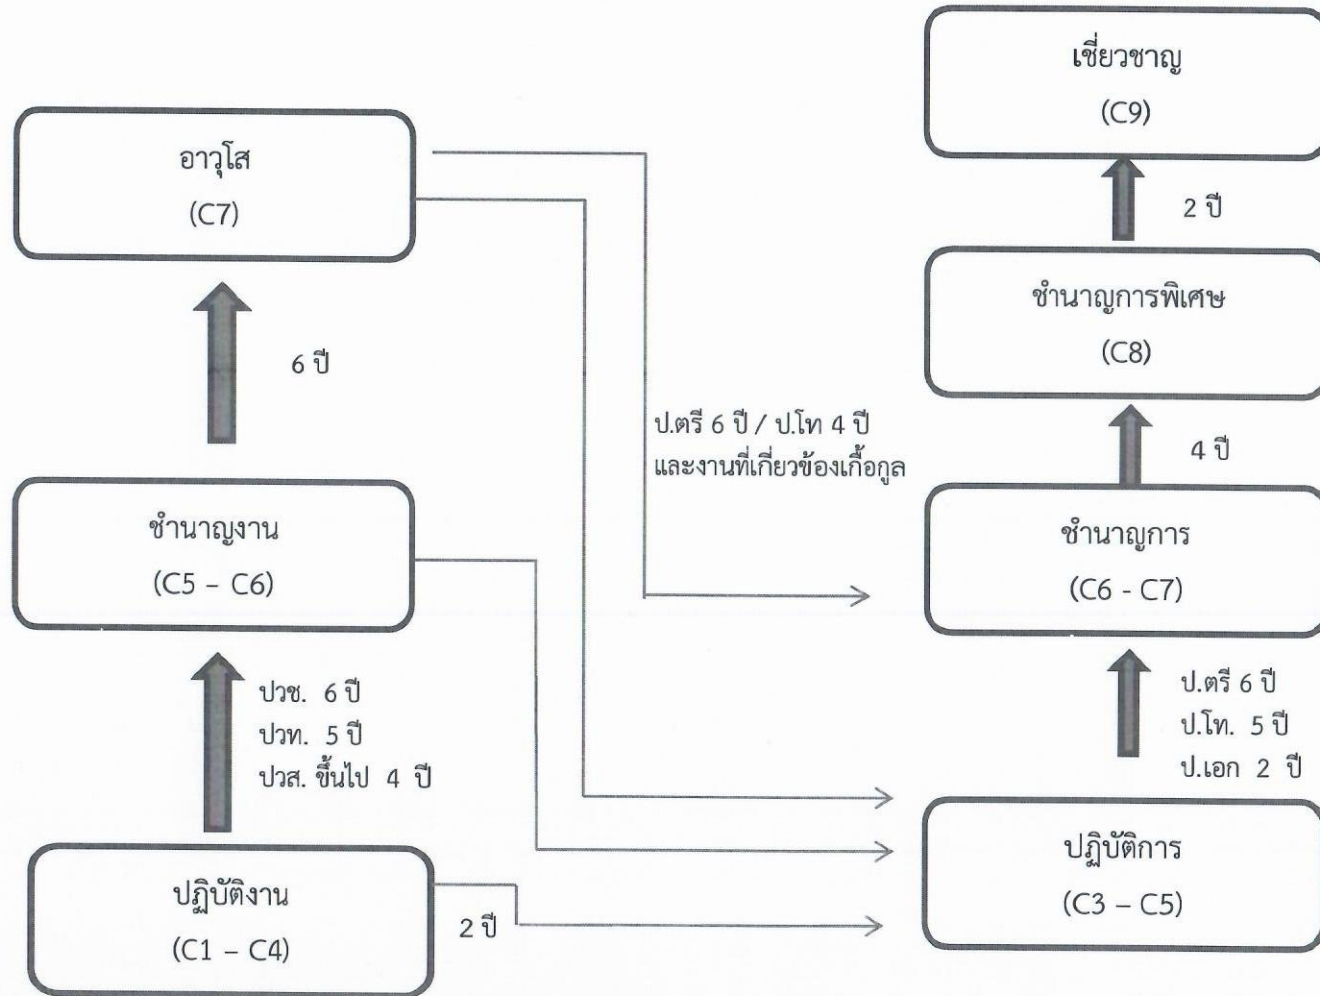 เชี่ยวชาญ
(C9)
2 ปี
ชำนาญการพิเศษ
(C8)
4 ปี
ชำนาญการ
(C6 - C7)
ป.ตรี 6 ปี
ป.โท. 5 ปี
ป.เอก 2 ปี
ปฏิบัติการ
(C3 – C5)
อาวุโส
(C7)
6 ปี
ชำนาญงาน
(C5 – C6)
ปวช. 6 ปี
ปวท. 5 ปี
ปวส. ขึ้นไป 4 ปี
ปฏิบัติงาน
(C1 – C4)
2 ปี
ป.ตรี 6 ปี / ป.โท 4 ปี
และงานที่เกี่ยวข้องเกื้อกูล